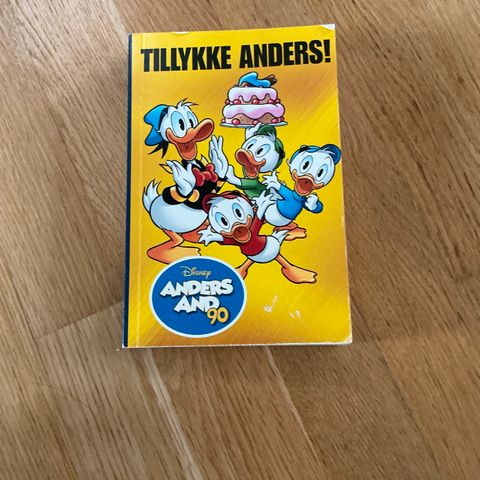 TILLYKKE ANDERS!
Disney
ANDERS
AND
90